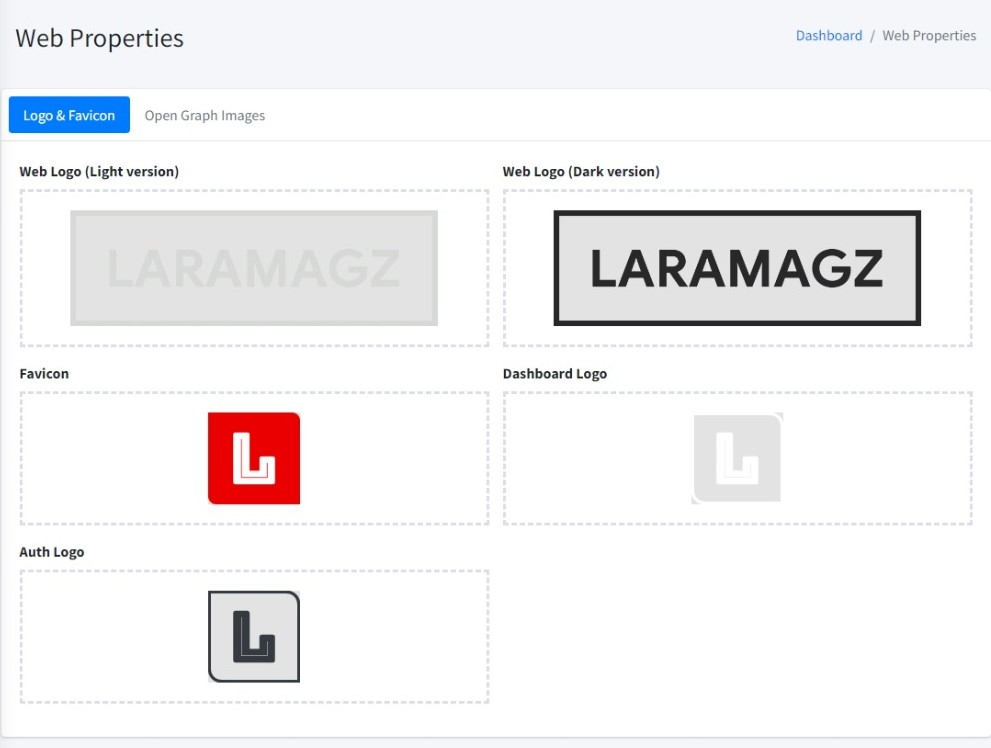 Web Properties
Dashboard / Web Properties
Logo & Favicon
Open Graph Images
Web Logo (Light version)
Web Logo (Dark version)
LARAMAGZ
LARAMAGZ
Favicon
Dashboard Logo
L
L
Auth Logo
L